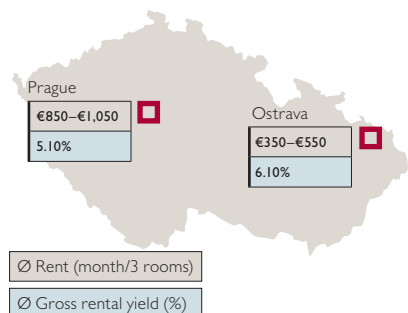 Prague
€850–€1,050
5.10%
Ostrava
€350–€550
6.10%
Ø Rent (month/3 rooms)
Ø Gross rental yield (%)